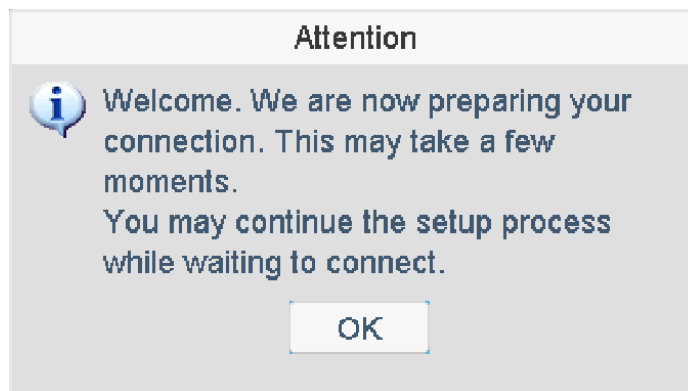 Attention
Welcome. We are now preparing your
connection. This may take a few
moments.
You may continue the setup process
while waiting to connect.
OK